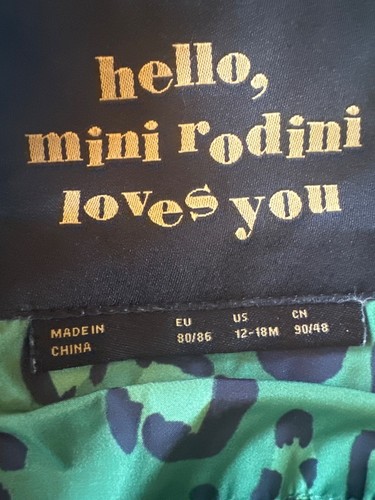 hello,
mini rodini
loves you
MADE IN
CHINA
EU
80/86
US
12-18M
CN
90/48